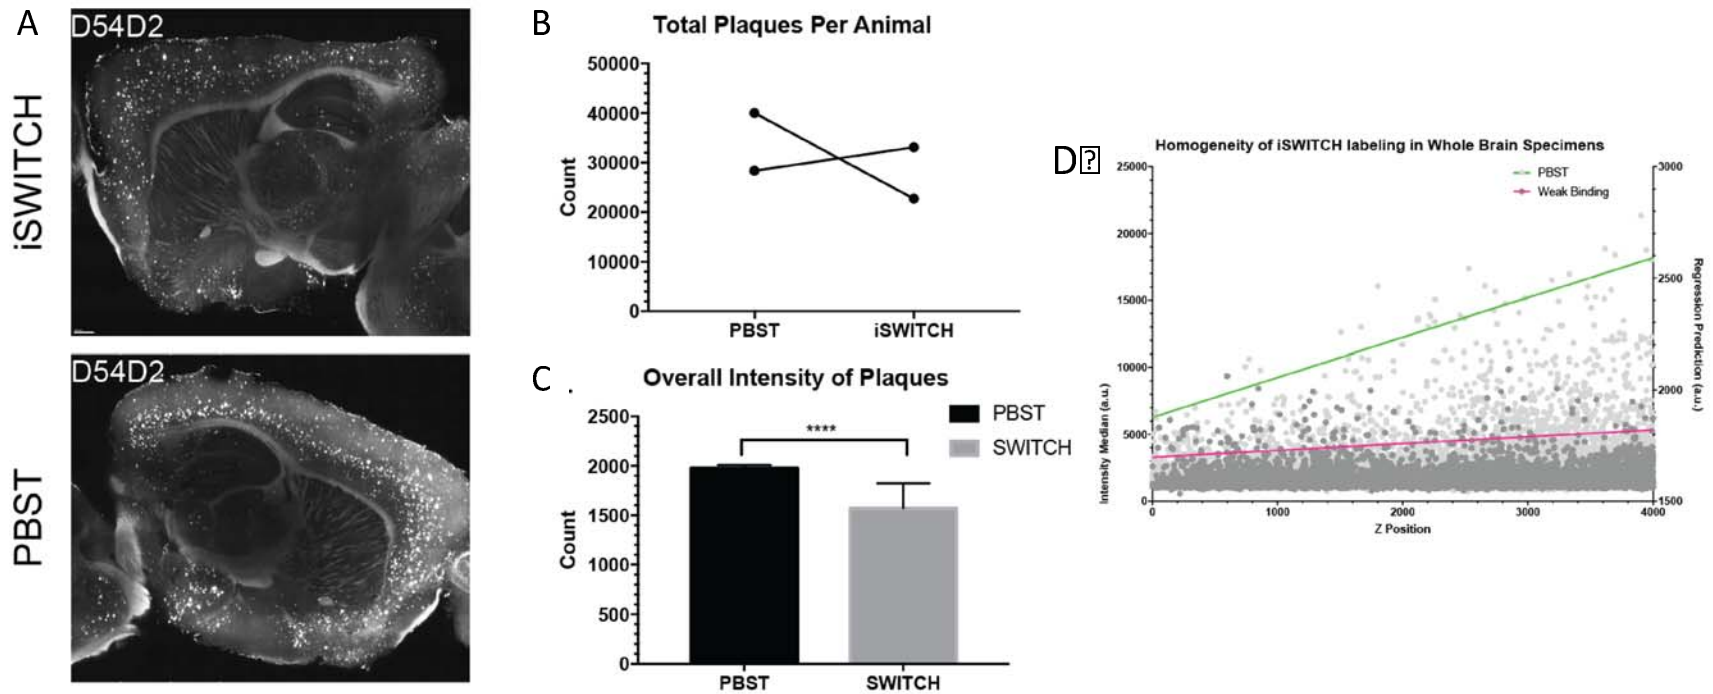 A
D54D2
iSWITCH
D54D2
PBST
B
Total Plaques Per Animal
50000
40000
30000
20000
10000
0
Count
PBST
iSWITCH
C
.
Overall Intensity of Plaques
2500
2000
1500
1000
500
0
Count
****
PBST
SWITCH
PBST
SWITCH
D
Homogeneity of iSWITCH labeling in Whole Brain Specimens
PBST
Weak Binding
25000
20000
15000
10000
5000
0
Intensity Median (a.u.)
3000
2500
2000
1500
Regression Prediction (a.u.)
0
1000
2000
3000
4000
Z Position